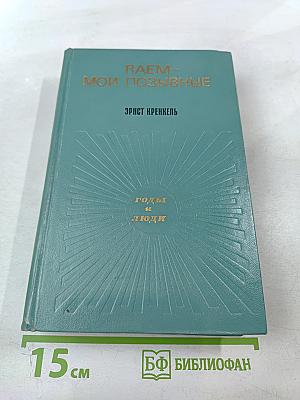 RAEM —
МОИ ПОЗЫВНЫЕ
ЭРНСТ КРЕНКЕЛЬ
ГОДЫ
И
ЛЮДИ
15 см
БФ БИБЛИОФАН